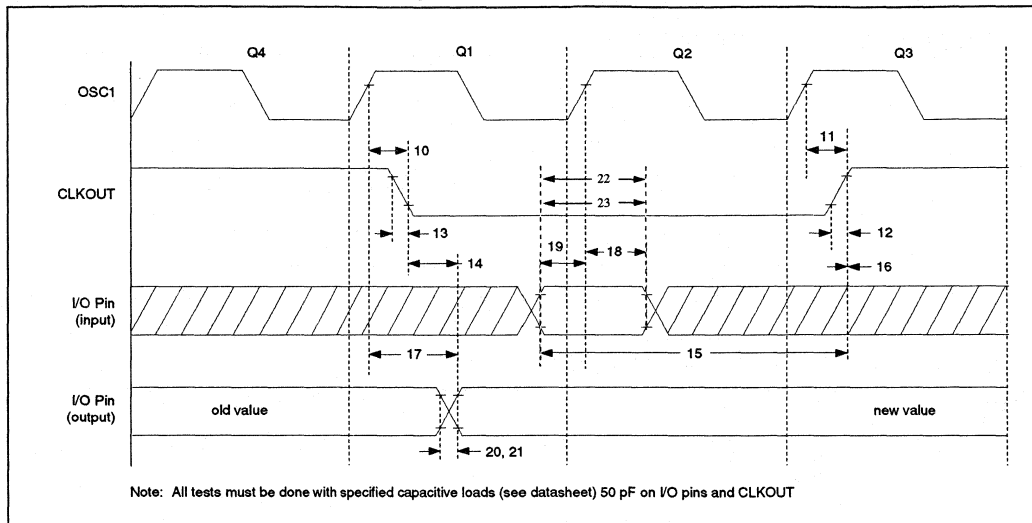 Q4 Q1 Q2 Q3
OSC1
11
10
CLKOUT
22
23
13
12
19
18
14
16
I/O Pin
(input)
17
15
I/O Pin
(output)
old value
new value
20, 21
Note: All tests must be done with specified capacitive loads (see datasheet) 50 pF on I/O pins and CLKOUT